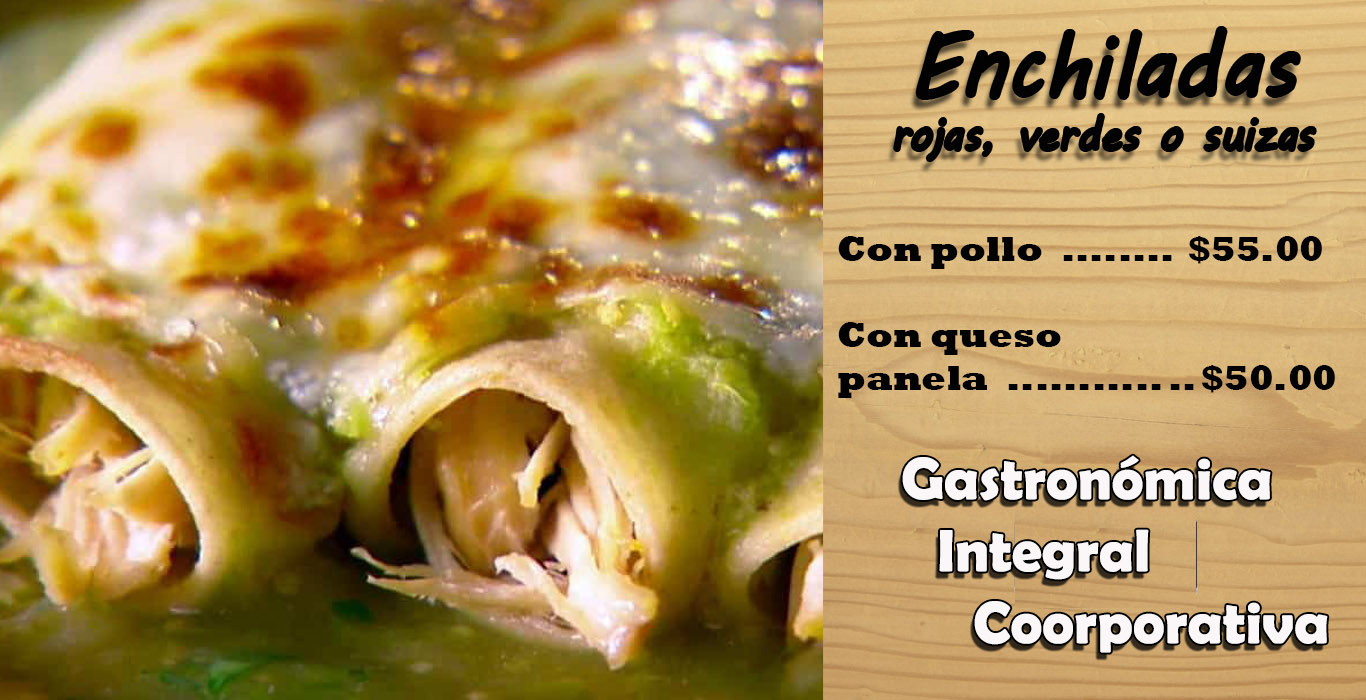 Enchiladas
rojas, verdes o suizas
Con pollo ........ $55.00
Con queso
panela ............. $50.00
Gastronómica
Integral
Coorporativa